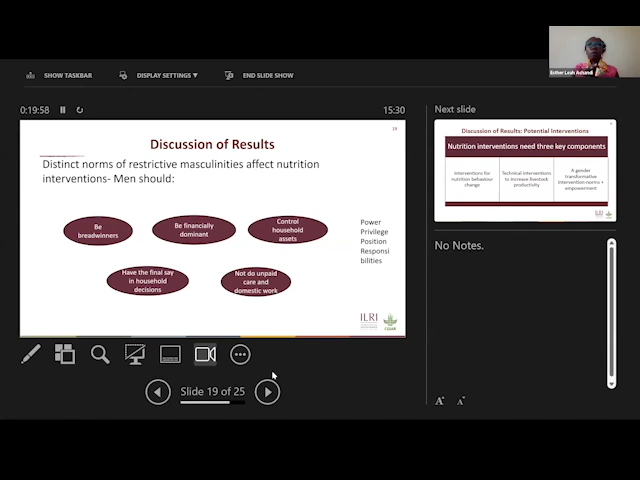 Esther Leah Achandi
SHOW TASKBAR
DISPLAY SETTINGS ▼
END SLIDE SHOW
0:19:58
15:30
19
Discussion of Results
Distinct norms of restrictive masculinities affect nutrition
interventions- Men should:
Be
breadwinners
Be financially
dominant
Control
household
assets
Power
Privilege
Position
Responsi
bilities
Have the final say
in household
decisions
Not do unpaid
care and
domestic work
ILRI
CGIAR
Slide 19 of 25
Next slide
Discussion of Results: Potential Interventions
Nutrition interventions need three key components
Interventions for
nutrition behaviour
change
Technical interventions
to increase livestock
productivity
A gender
transformative
intervention-norms +
empowerment
ILRI
No Notes.
A
A